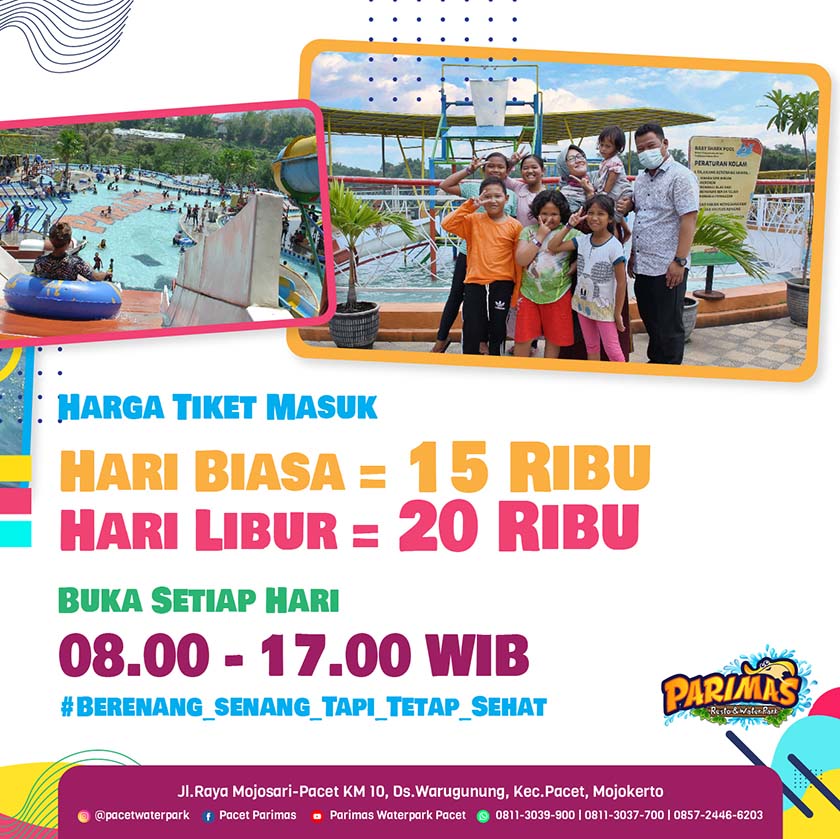 BABY SHARK POOL
PERATURAN KOLAM
HARGA TIKET MASUK
HARI BIASA = 15 RIBU
HARI LIBUR = 20 RIBU
BUKA SETIAP HARI
08.00 - 17.00 WIB
#BERENANG_SENANG_TAPI_TETAP_SEHAT
PARIMAS
Resto & WaterPark
Jl.Raya Mojosari-Pacet KM 10, Ds.Warugunung, Kec.Pacet, Mojokerto
@pacetwaterpark Pacet Parimas Parimas Waterpark Pacet 0811-3039-900 | 0811-3037-700 | 0857-2446-6203